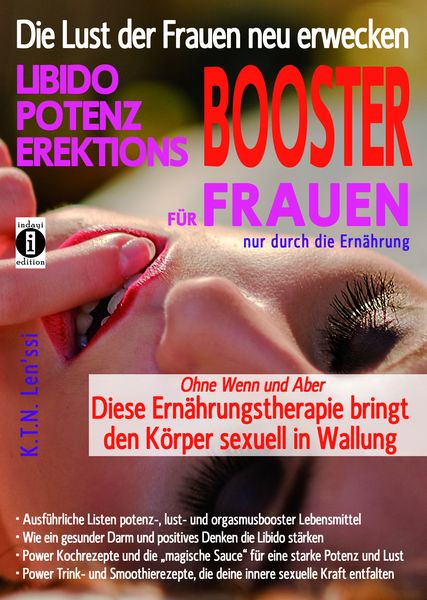 Die Lust der Frauen neu erwecken
LIBIDO
POTENZ
EREKTIONS
BOOSTER
FÜR FRAUEN
nur durch die Ernährung
indayi
i
edition
K.T.N. Len'ssi
Ohne Wenn und Aber
Diese Ernährungstherapie bringt
den Körper sexuell in Wallung
• Ausführliche Listen potenz-, lust- und orgasmusbooster Lebensmittel
• Wie ein gesunder Darm und positives Denken die Libido stärken
• Power Kochrezepte und die „magische Sauce“ für eine starke Potenz und Lust
• Power Trink- und Smoothierezepte, die deine innere sexuelle Kraft entfalten